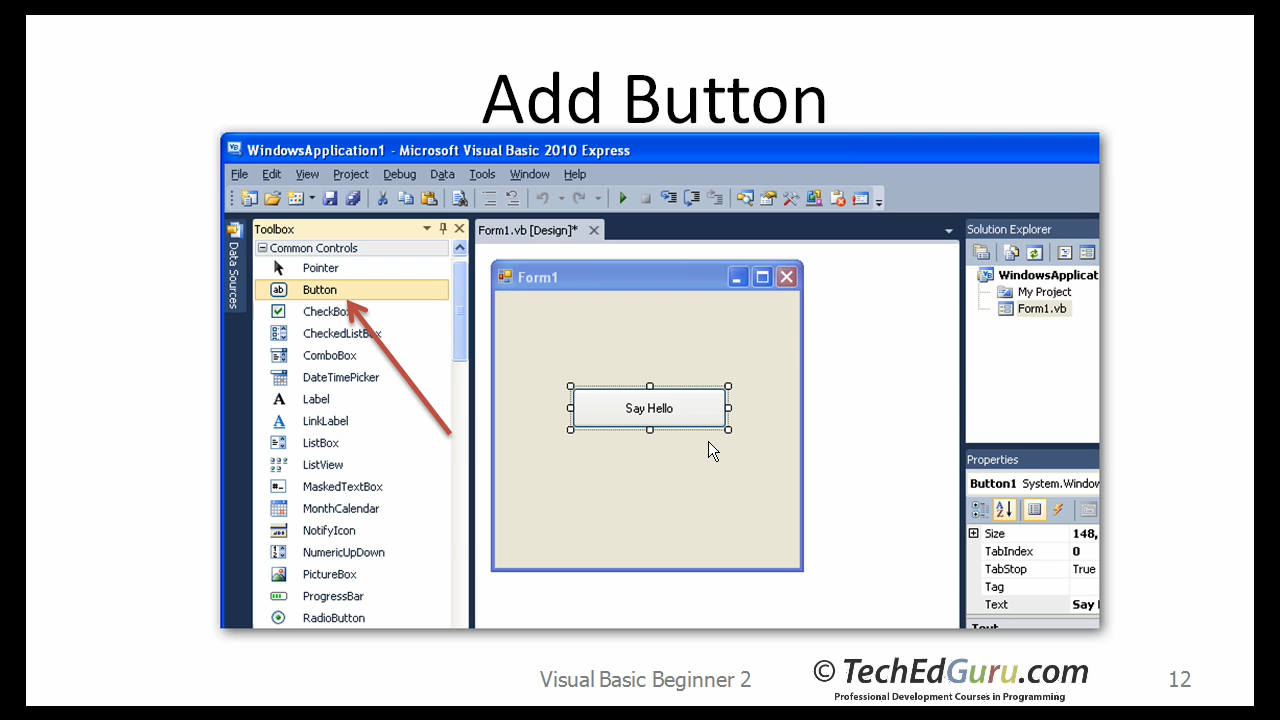 Add Button
WindowsApplication1 - Microsoft Visual Basic 2010 Express
File Edit View Project Debug Data Tools Window Help
Data Sources
Toolbox
Common Controls
Pointer
Button
CheckBox
CheckedListBox
ComboBox
DateTimePicker
Label
LinkLabel
ListBox
ListView
MaskedTextBox
MonthCalendar
NotifyIcon
NumericUpDown
PictureBox
ProgressBar
RadioButton
Form1.vb [Design]*
Form1
Say Hello
Solution Explorer
WindowsApplicat
My Project
Form1.vb
Properties
Button1 System.Window
Size 148,
TabIndex 0
TabStop True
Tag
Text Say
Text
Visual Basic Beginner 2
© TechEdGuru.com
Professional Development Courses in Programming
12